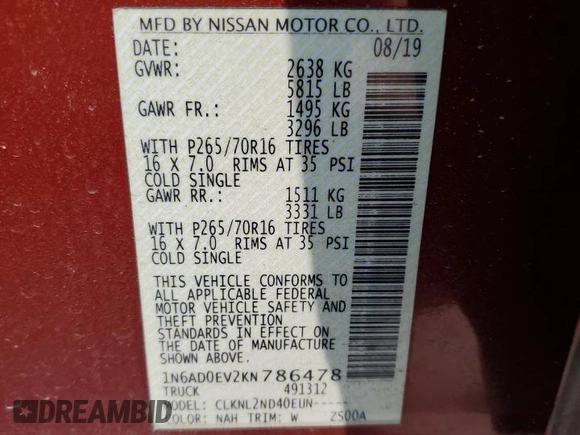 MFD BY NISSAN MOTOR CO., LTD.
DATE: 08/19
GVWR: 2638 KG
5815 LB
GAWR FR.: 1495 KG
3296 LB
WITH P265/70R16 TIRES
16 X 7.0 RIMS AT 35 PSI
COLD SINGLE
GAWR RR.: 1511 KG
3331 LB
WITH P265/70R16 TIRES
16 X 7.0 RIMS AT 35 PSI
COLD SINGLE
THIS VEHICLE CONFORMS TO
ALL APPLICABLE FEDERAL
MOTOR VEHICLE SAFETY AND
THEFT PREVENTION
STANDARDS IN EFFECT ON
THE DATE OF MANUFACTURE
SHOWN ABOVE.
1N6AD0EV2KN786478
TRUCK 491312
MODEL: CLKNL2ND40EUN-----
COLOR: NAH TRIM: W 2S00A
DEALER'S CHOICE
AUTO AUCTION